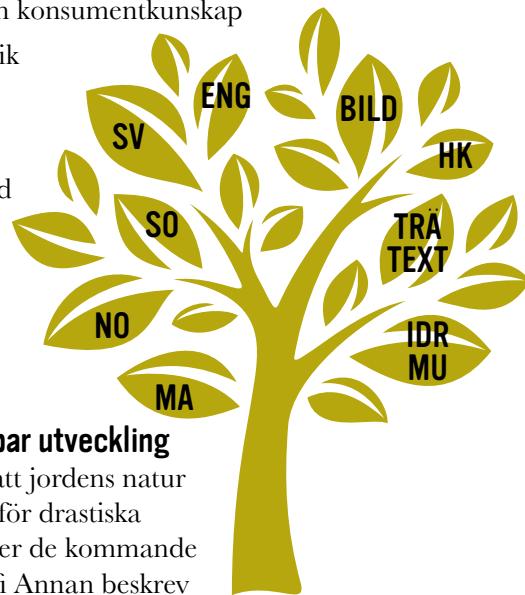 konsumentkunskap
ik
d
ENG
BILD
SV
HK
SO
TRÄ
TEXT
NO
IDR
MU
MA
bar utveckling
att jordens natur
för drastiska
er de kommande
fi Annan beskrev